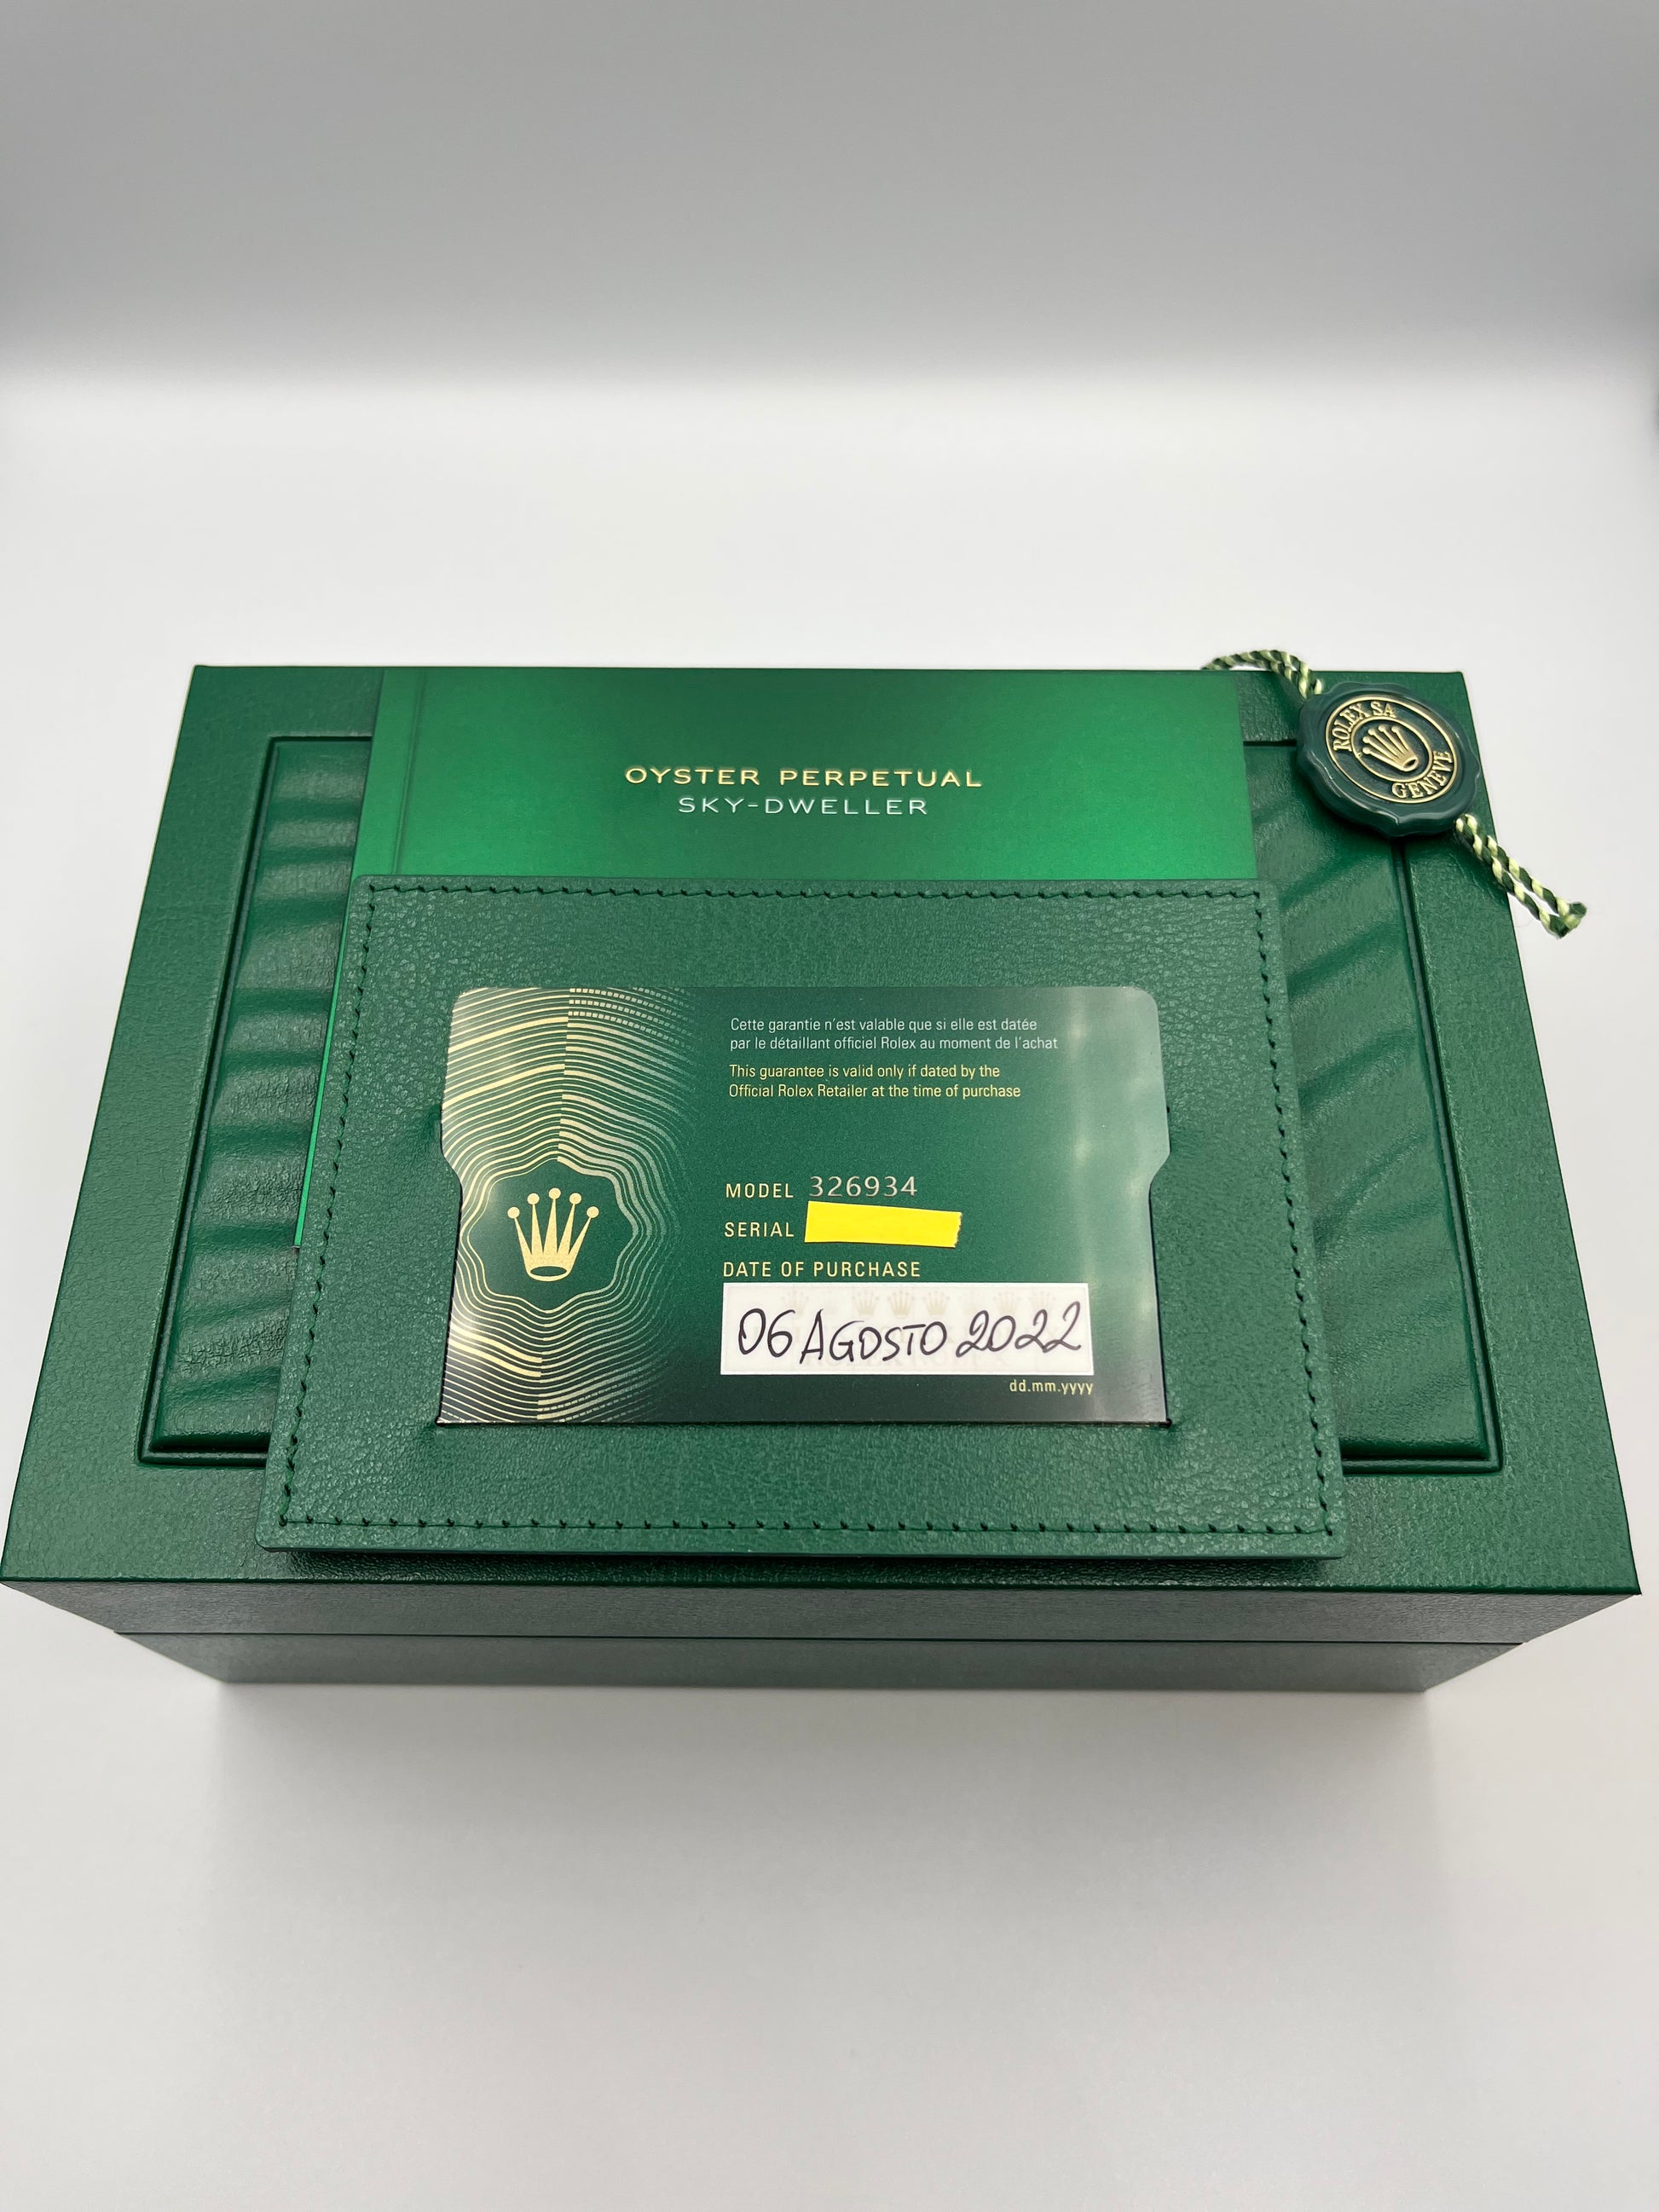 OYSTER PERPETUAL
SKY-DWELLER
ROLEX SA
GENEVE
Cette garantie n'est valable que si elle est datée
par le détaillant officiel Rolex au moment de l'achat
This guarantee is valid only if dated by the
Official Rolex Retailer at the time of purchase
MODEL 326934
SERIAL
DATE OF PURCHASE
06 AGOSTO 2022
dd.mm.yyyy